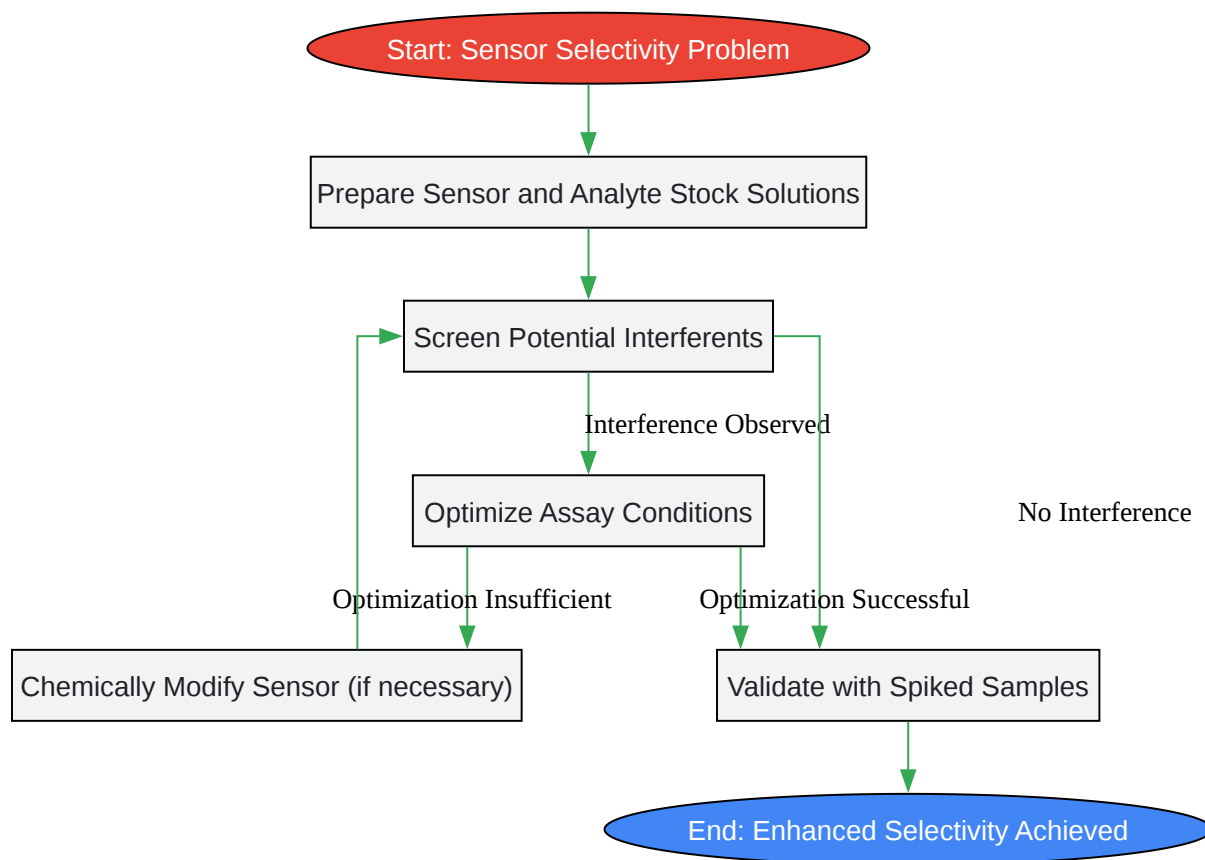 Start: Sensor Selectivity Problem
Prepare Sensor and Analyte Stock Solutions
Screen Potential Interferents
Interference Observed
Optimize Assay Conditions
No Interference
Optimization Insufficient
Optimization Successful
Chemically Modify Sensor (if necessary)
Validate with Spiked Samples
End: Enhanced Selectivity Achieved